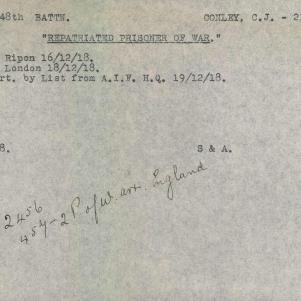 48th BATTN. CONLEY, C.J. - 2
"REPATRIATED PRISONER OF WAR."
Ripon 16/12/18.
London 18/12/18.
rt. by List from A.I.F. H.Q. 19/12/18.
8. S & A.
2456
454-2 P of W arr. England